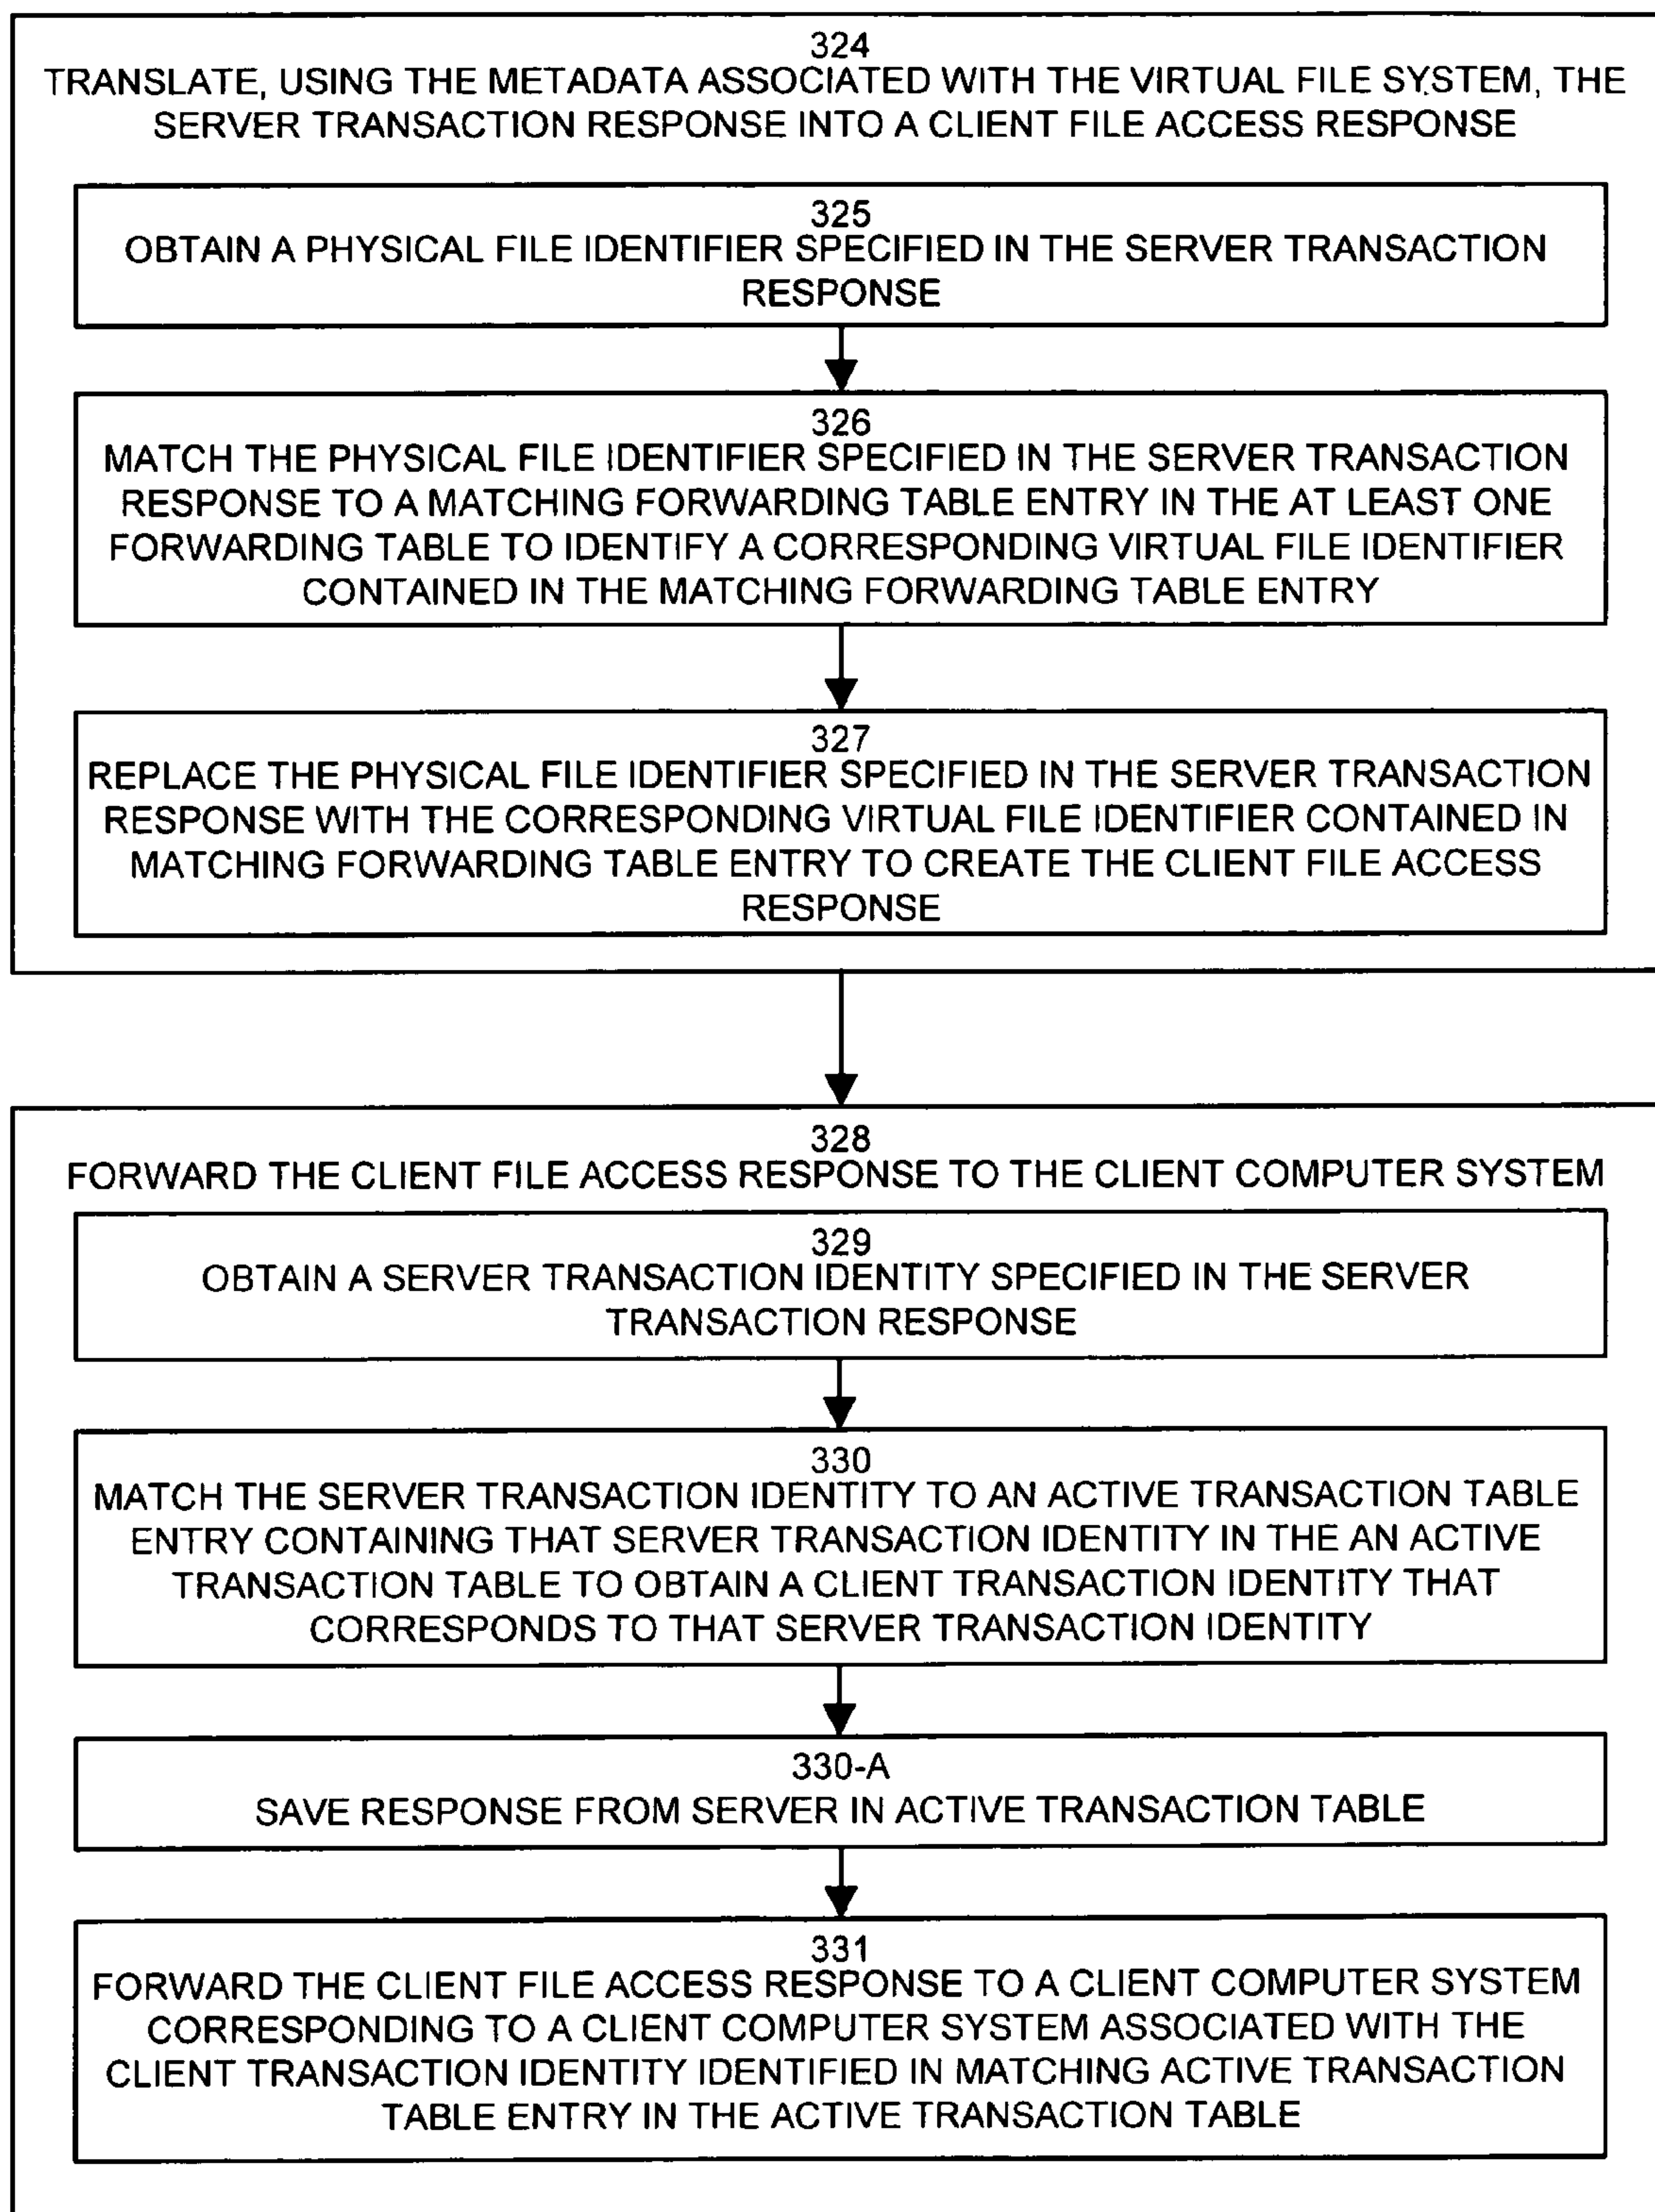 324
TRANSLATE, USING THE METADATA ASSOCIATED WITH THE VIRTUAL FILE SYSTEM, THE
SERVER TRANSACTION RESPONSE INTO A CLIENT FILE ACCESS RESPONSE
325
OBTAIN A PHYSICAL FILE IDENTIFIER SPECIFIED IN THE SERVER TRANSACTION
RESPONSE
326
MATCH THE PHYSICAL FILE IDENTIFIER SPECIFIED IN THE SERVER TRANSACTION
RESPONSE TO A MATCHING FORWARDING TABLE ENTRY IN THE AT LEAST ONE
FORWARDING TABLE TO IDENTIFY A CORRESPONDING VIRTUAL FILE IDENTIFIER
CONTAINED IN THE MATCHING FORWARDING TABLE ENTRY
327
REPLACE THE PHYSICAL FILE IDENTIFIER SPECIFIED IN THE SERVER TRANSACTION
RESPONSE WITH THE CORRESPONDING VIRTUAL FILE IDENTIFIER CONTAINED IN
MATCHING FORWARDING TABLE ENTRY TO CREATE THE CLIENT FILE ACCESS
RESPONSE
328
FORWARD THE CLIENT FILE ACCESS RESPONSE TO THE CLIENT COMPUTER SYSTEM
329
OBTAIN A SERVER TRANSACTION IDENTITY SPECIFIED IN THE SERVER
TRANSACTION RESPONSE
330
MATCH THE SERVER TRANSACTION IDENTITY TO AN ACTIVE TRANSACTION TABLE
ENTRY CONTAINING THAT SERVER TRANSACTION IDENTITY IN THE AN ACTIVE
TRANSACTION TABLE TO OBTAIN A CLIENT TRANSACTION IDENTITY THAT
CORRESPONDS TO THAT SERVER TRANSACTION IDENTITY
330-A
SAVE RESPONSE FROM SERVER IN ACTIVE TRANSACTION TABLE
331
FORWARD THE CLIENT FILE ACCESS RESPONSE TO A CLIENT COMPUTER SYSTEM
CORRESPONDING TO A CLIENT COMPUTER SYSTEM ASSOCIATED WITH THE
CLIENT TRANSACTION IDENTITY IDENTIFIED IN MATCHING ACTIVE TRANSACTION
TABLE ENTRY IN THE ACTIVE TRANSACTION TABLE